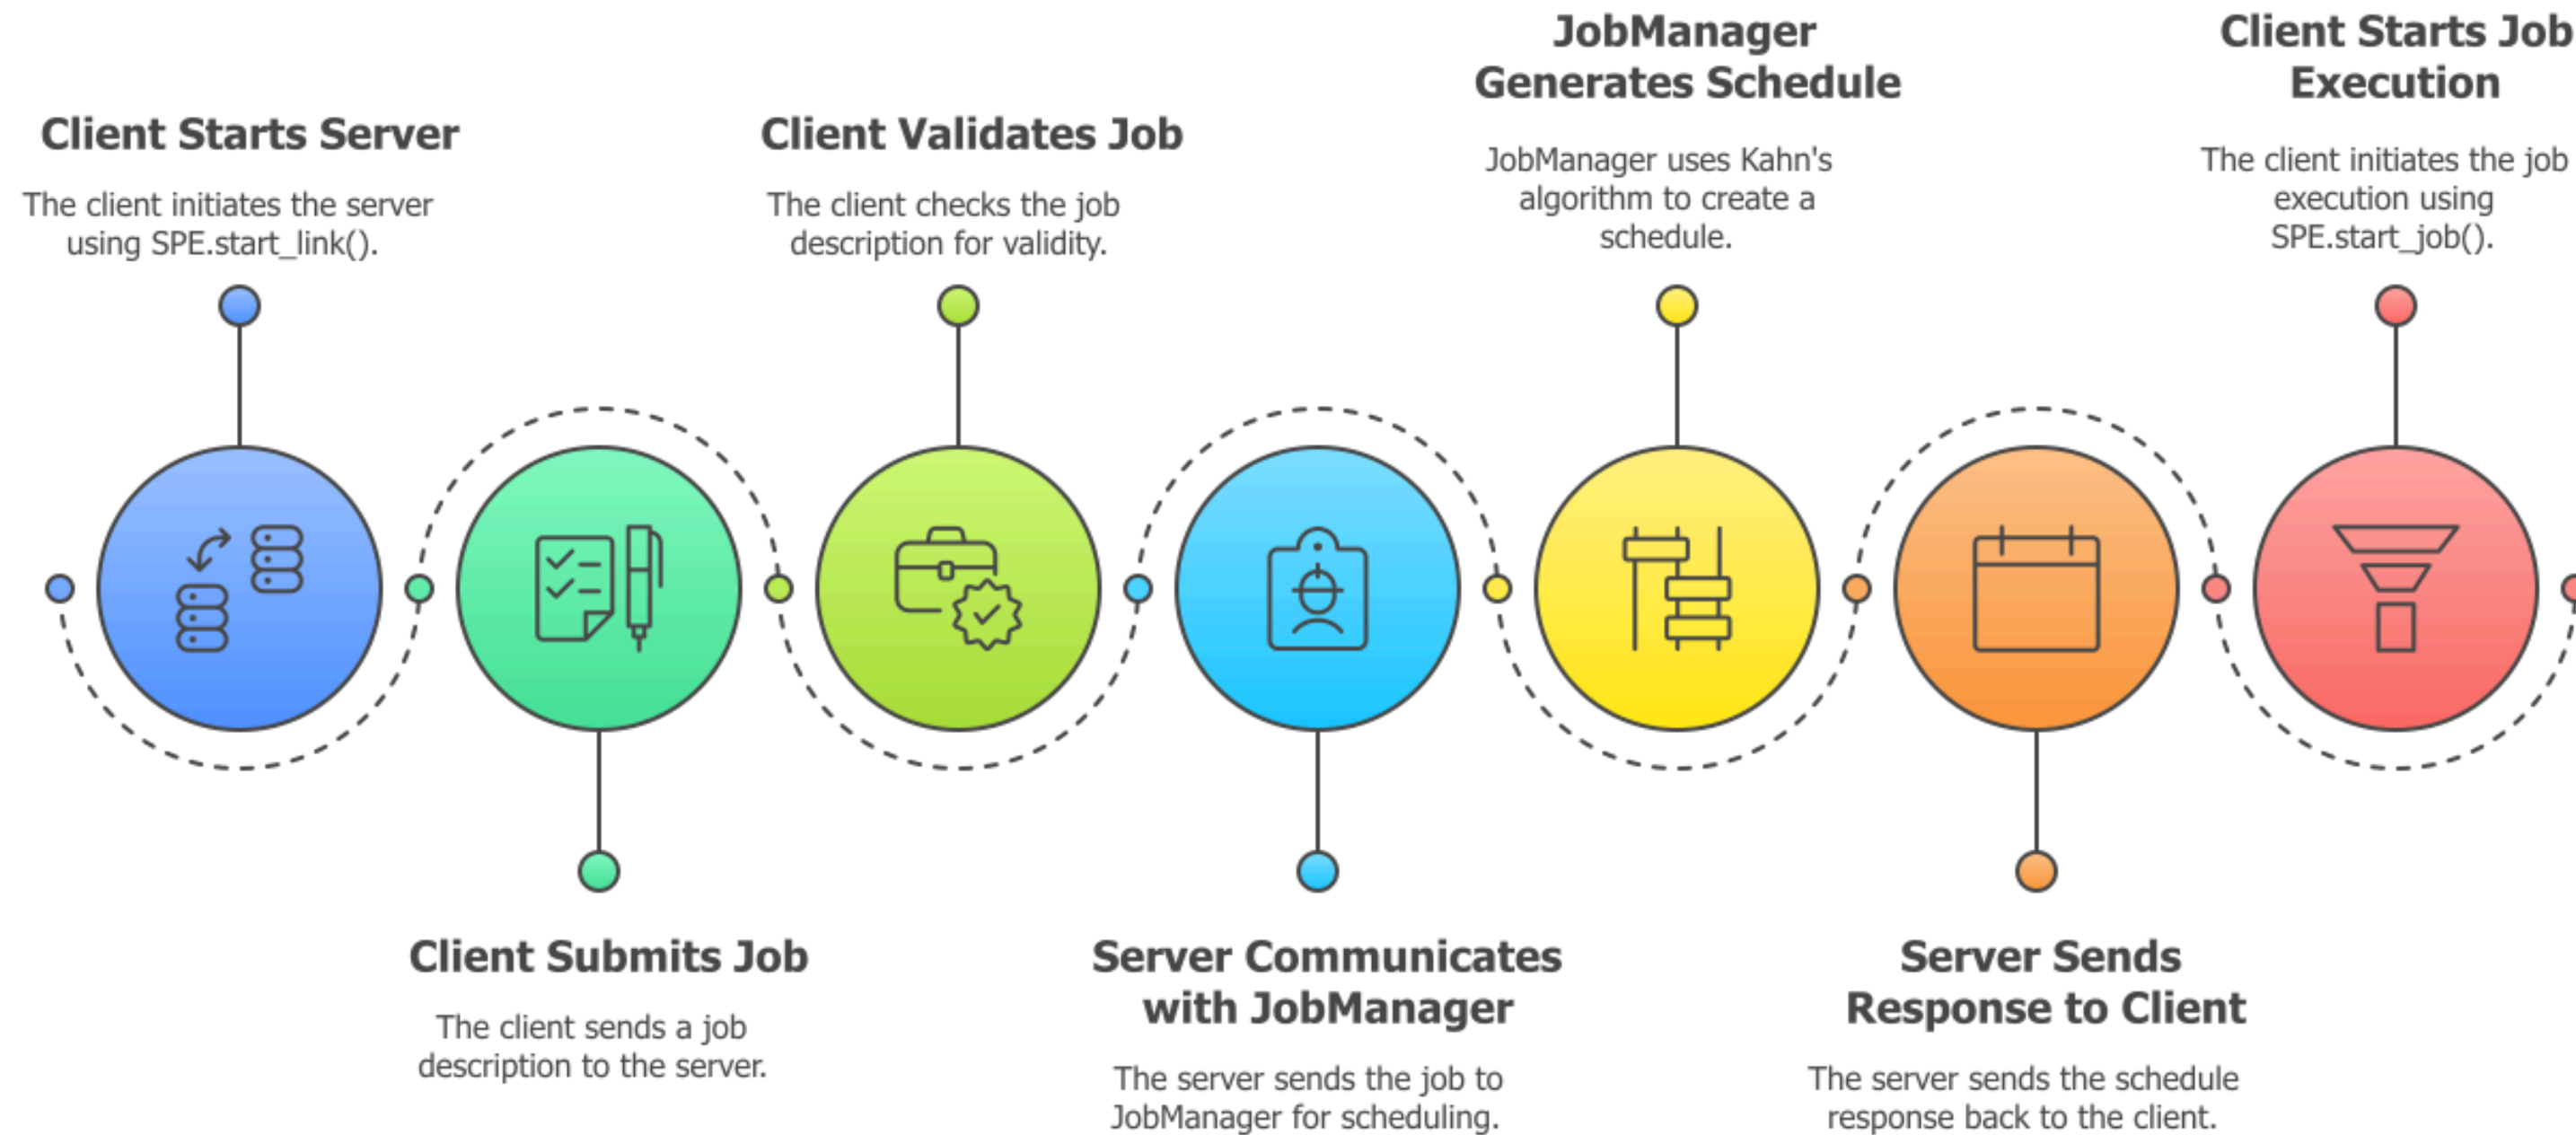 Client Starts Server
The client initiates the server
using SPE.start_link().
Client Submits Job
The client sends a job
description to the server.
Client Validates Job
The client checks the job
description for validity.
Server Communicates
with JobManager
The server sends the job to
JobManager for scheduling.
JobManager
Generates Schedule
JobManager uses Kahn's
algorithm to create a
schedule.
Server Sends
Response to Client
The server sends the schedule
response back to the client.
Client Starts Job
Execution
The client initiates the job
execution using
SPE.start_job().